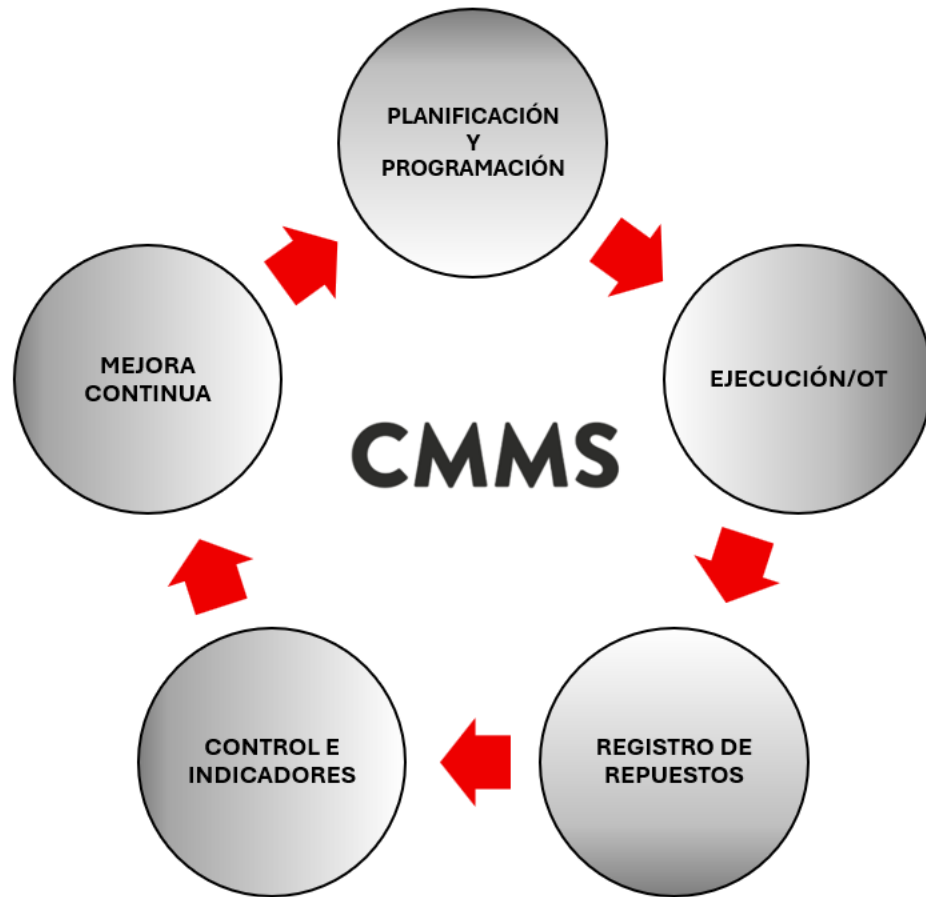 PLANIFICACIÓN
Y
PROGRAMACIÓN
EJECUCIÓN/OT
REGISTRO DE
REPUESTOS
CONTROL E
INDICADORES
MEJORA
CONTINUA
CMMS